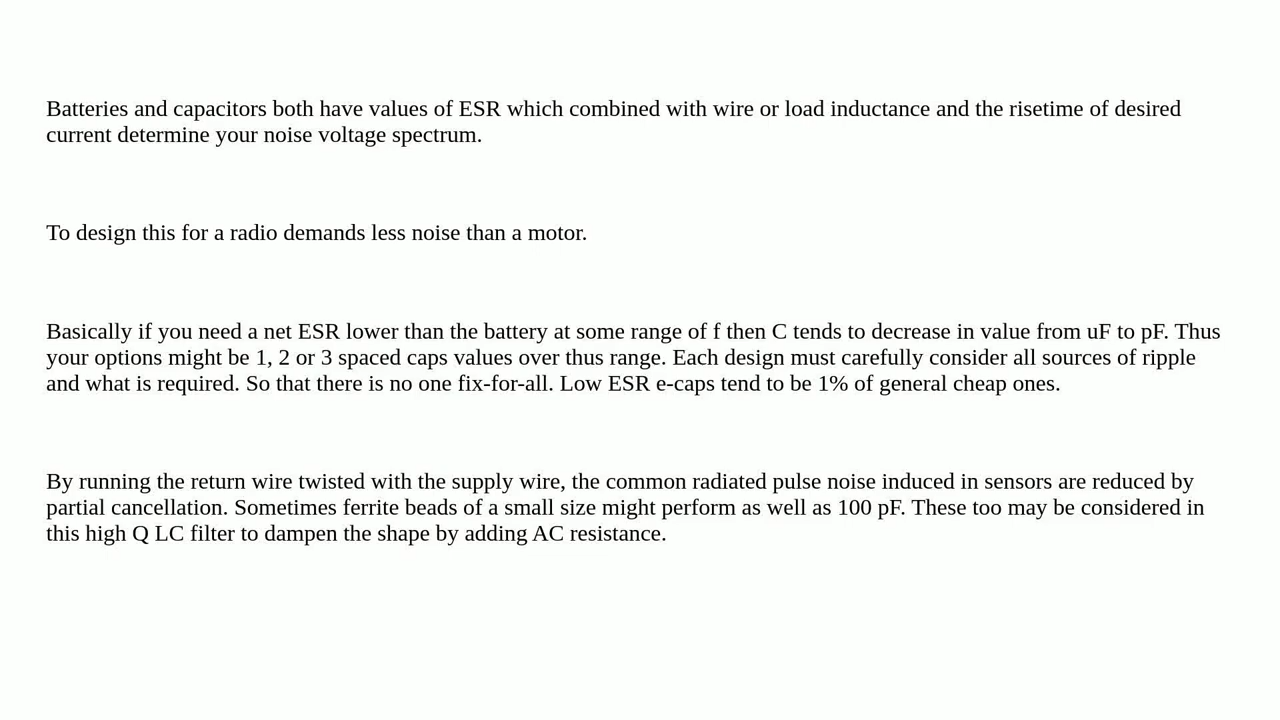 Batteries and capacitors both have values of ESR which combined with wire or load inductance and the risetime of desired
current determine your noise voltage spectrum.
To design this for a radio demands less noise than a motor.
Basically if you need a net ESR lower than the battery at some range of f then C tends to decrease in value from uF to pF. Thus
your options might be 1, 2 or 3 spaced caps values over thus range. Each design must carefully consider all sources of ripple
and what is required. So that there is no one fix-for-all. Low ESR e-caps tend to be 1% of general cheap ones.
By running the return wire twisted with the supply wire, the common radiated pulse noise induced in sensors are reduced by
partial cancellation. Sometimes ferrite beads of a small size might perform as well as 100 pF. These too may be considered in
this high Q LC filter to dampen the shape by adding AC resistance.